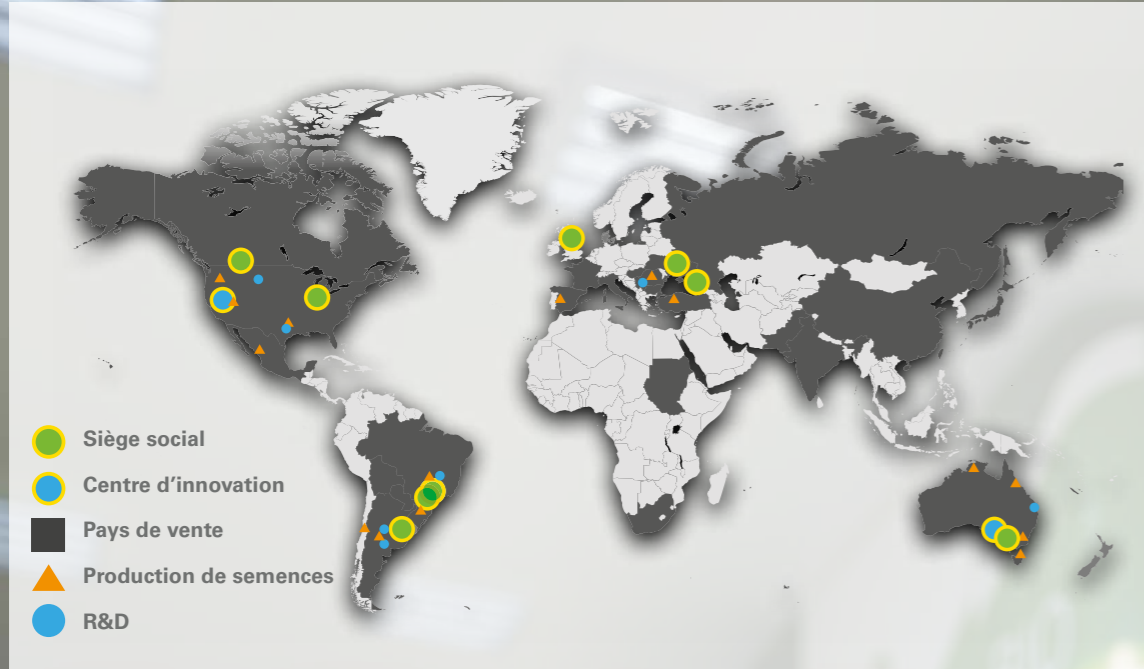 Siège social
Centre d'innovation
Pays de vente
Production de semences
R&D